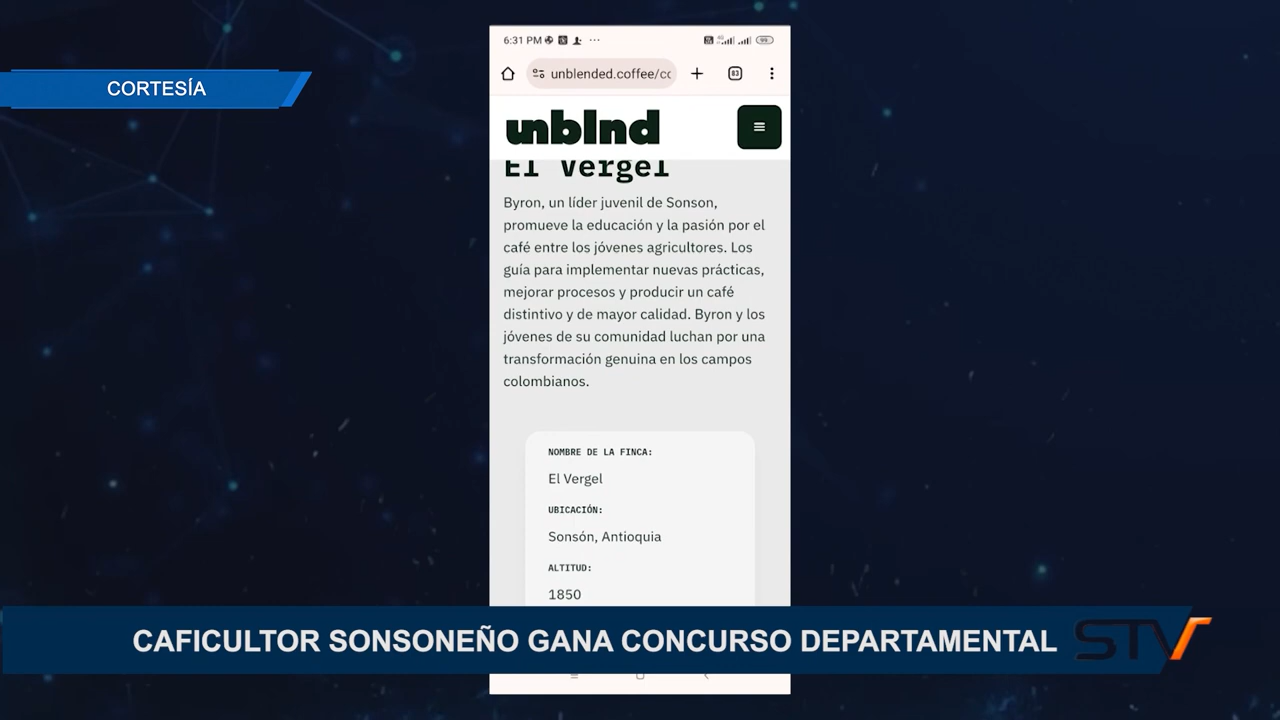 CORTESÍA
6:31 PM
unblended.coffee/cc
83
unblnd
El Vergel
Byron, un líder juvenil de Sonson,
promueve la educación y la pasión por el
café entre los jóvenes agricultores. Los
guía para implementar nuevas prácticas,
mejorar procesos y producir un café
distintivo y de mayor calidad. Byron y los
jóvenes de su comunidad luchan por una
transformación genuina en los campos
colombianos.
NOMBRE DE LA FINCA:
El Vergel
UBICACIÓN:
Sonsón, Antioquia
ALTITUD:
1850
CAFICULTOR SONSONEÑO GANA CONCURSO DEPARTAMENTAL
STV